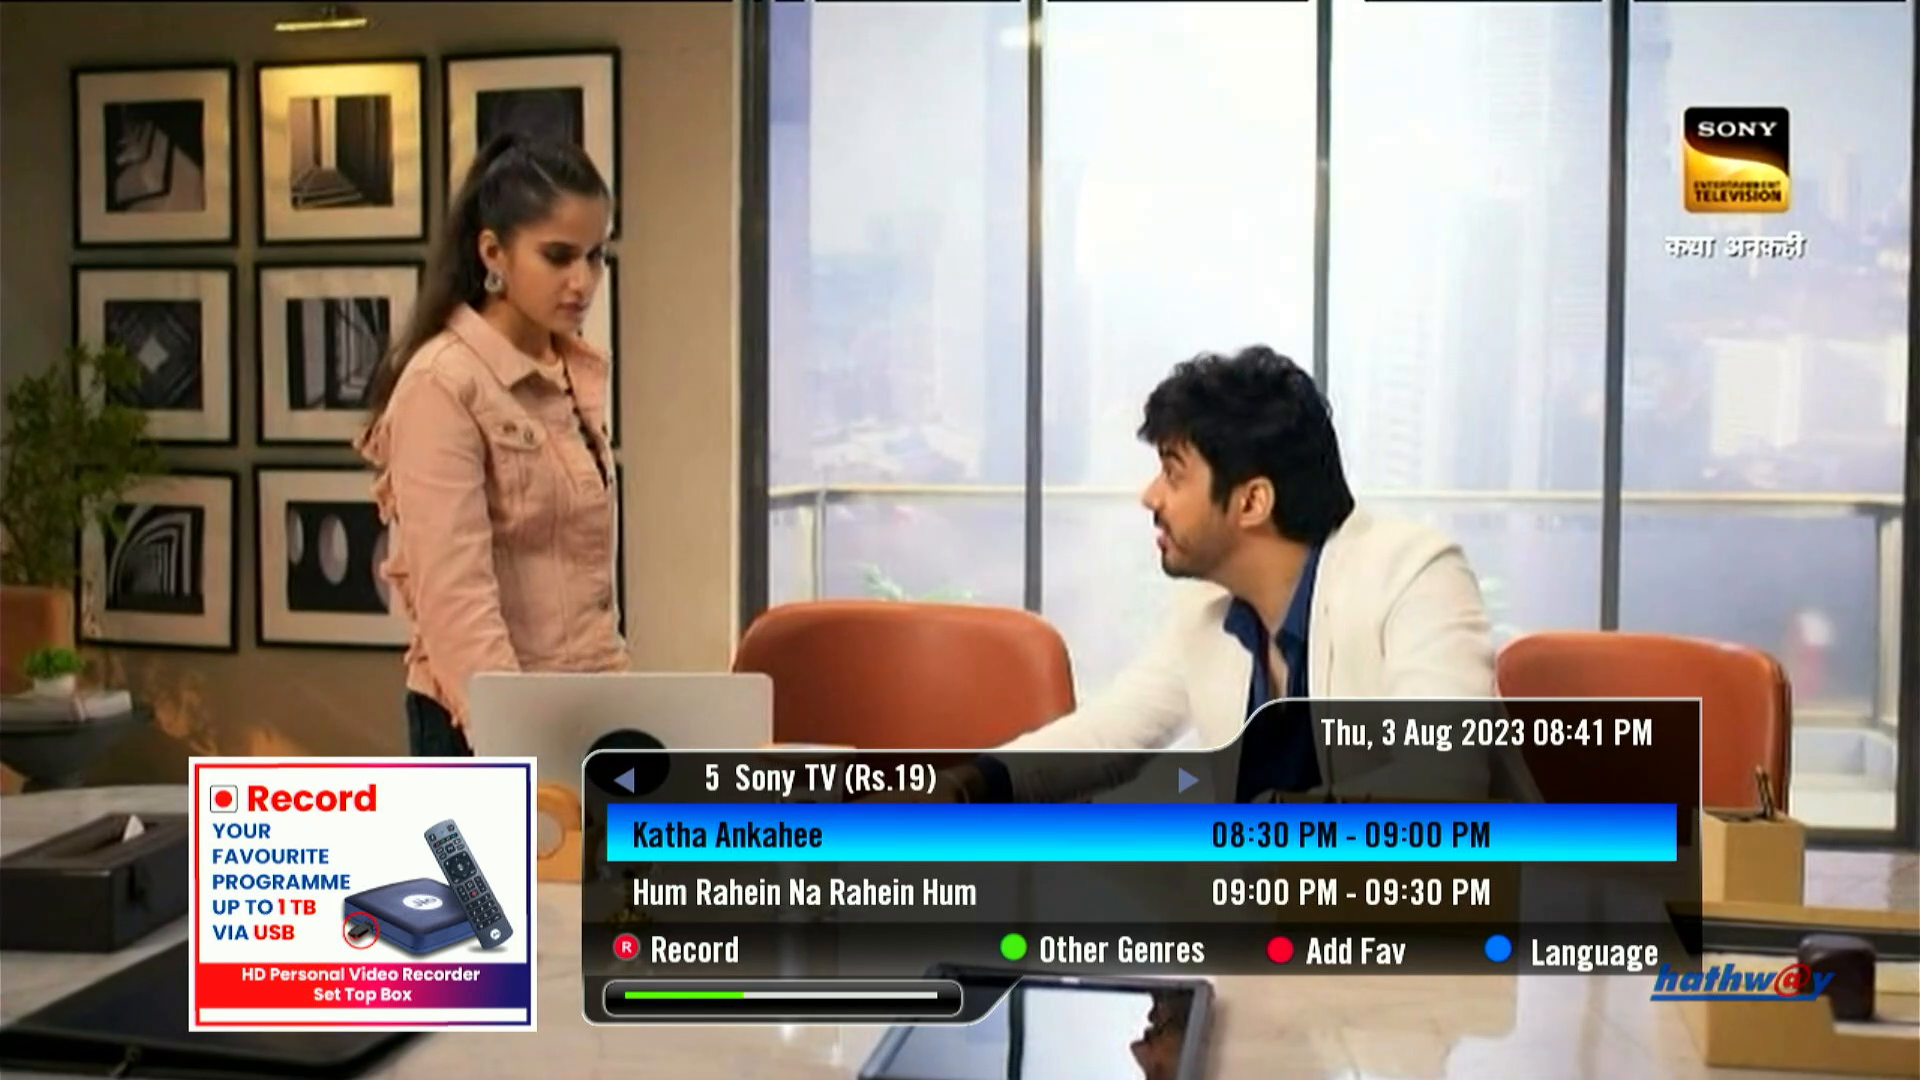 SONY
ENTERTAINMENT
TELEVISION
कथा अनकही
Thu, 3 Aug 2023 08:41 PM
5 Sony TV (Rs.19)
Katha Ankahee 08:30 PM - 09:00 PM
Hum Rahein Na Rahein Hum 09:00 PM - 09:30 PM
R Record Other Genres Add Fav Language
hathw@y
Record
YOUR
FAVOURITE
PROGRAMME
UP TO 1 TB
VIA USB
Jio
HD Personal Video Recorder
Set Top Box